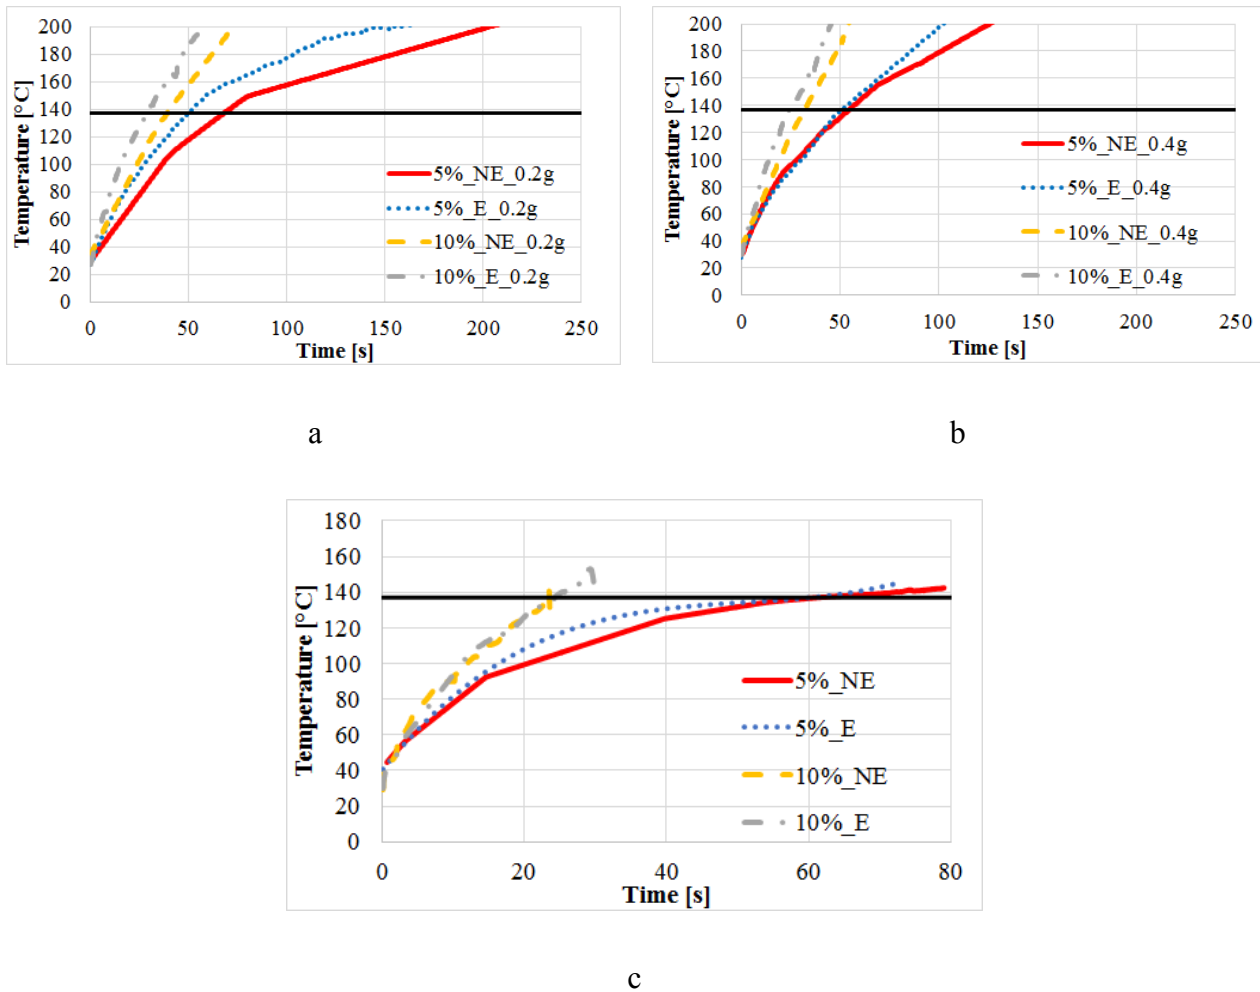 200
180
160
140
120
100
80
60
40
20
0
Temperature [°C]
5%_NE_0.2g
5%_E_0.2g
10%_NE_0.2g
10%_E_0.2g
0 50 100 150 200 250
Time [s]
a
200
180
160
140
120
100
80
60
40
20
0
Temperature [°C]
5%_NE_0.4g
5%_E_0.4g
10%_NE_0.4g
10%_E_0.4g
0 50 100 150 200 250
Time [s]
b
180
160
140
120
100
80
60
40
20
0
Temperature [°C]
5%_NE
5%_E
10%_NE
10%_E
0 20 40 60 80
Time [s]
c